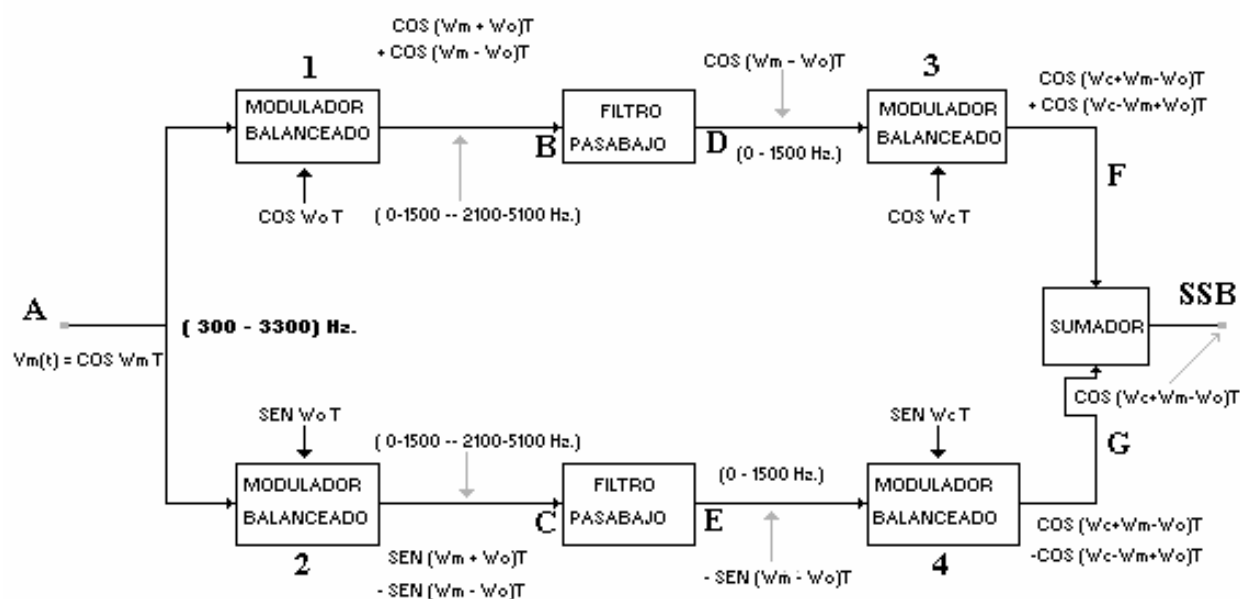 COS (Wm + Wo)T
+ COS (Wm - Wo)T
1
MODULADOR
BALANCEADO
COS Wo T
( 0-1500 -- 2100-5100 Hz.)
B
FILTRO
PASABAJO
D
COS (Wm - Wo)T
(0 - 1500 Hz.)
3
MODULADOR
BALANCEADO
COS Wc T
COS (Wc+Wm-Wo)T
+ COS (Wc-Wm+Wo)T
F
A
( 300 - 3300) Hz.
Vm(t) = COS Wm T
SUMADOR
SSB
COS (Wc+Wm-Wo)T
G
SEN Wo T
( 0-1500 -- 2100-5100 Hz.)
MODULADOR
BALANCEADO
2
SEN (Wm + Wo)T
- SEN (Wm - Wo)T
C
FILTRO
PASABAJO
E
(0 - 1500 Hz.)
- SEN (Wm - Wo)T
SEN Wc T
MODULADOR
BALANCEADO
4
COS (Wc+Wm-Wo)T
-COS (Wc-Wm+Wo)T